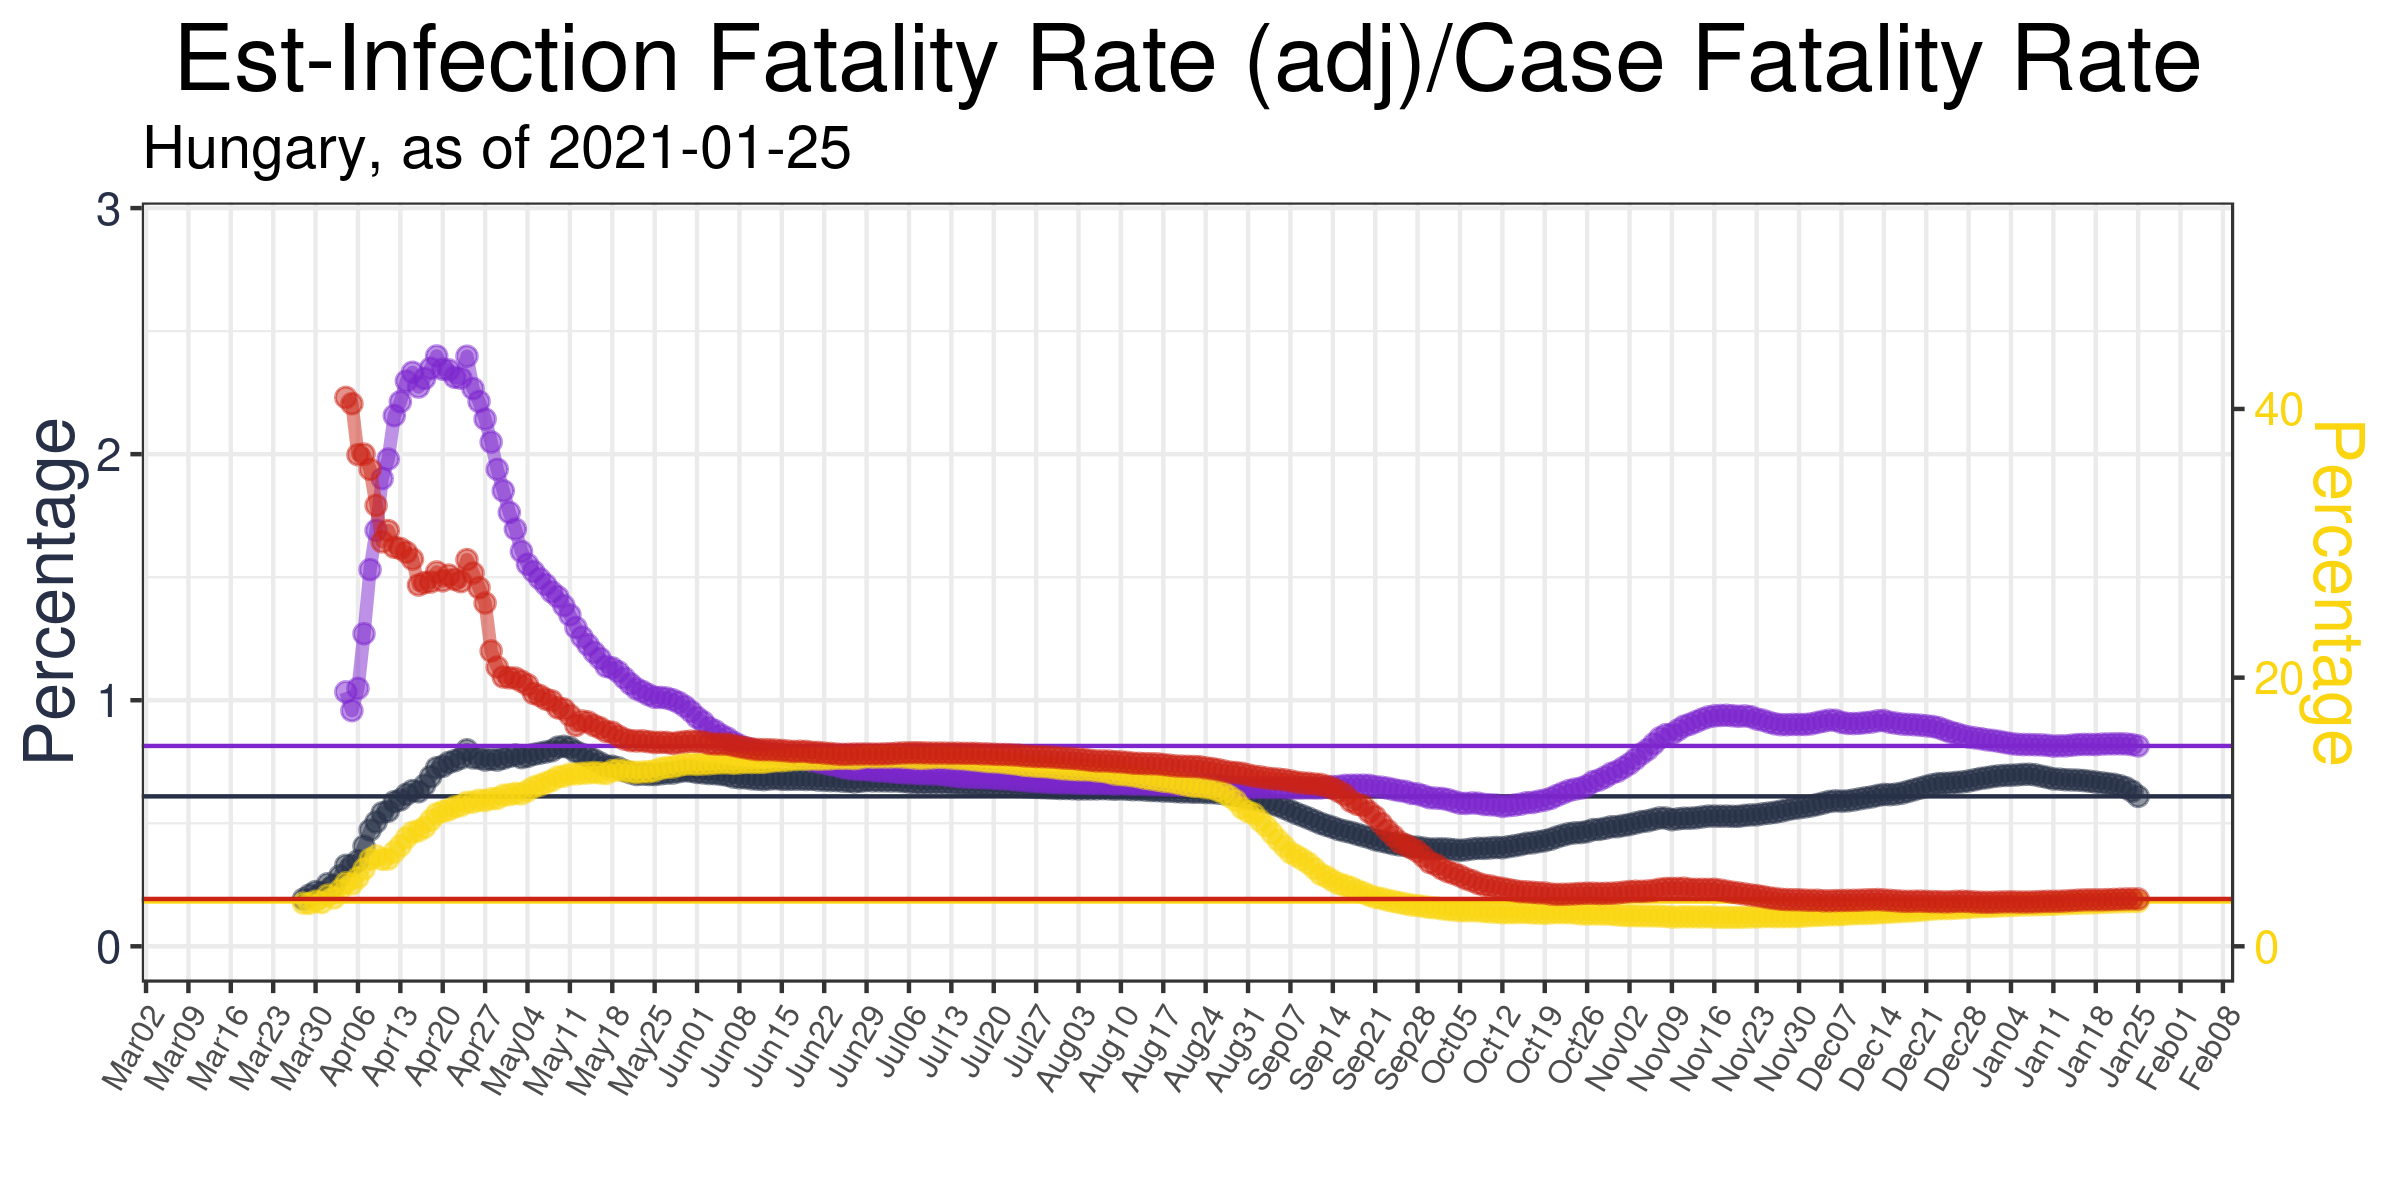 Est-Infection Fatality Rate (adj)/Case Fatality Rate
Hungary, as of 2021-01-25
Percentage
3
2
1
0
40
20
0
Percentage
Mar02
Mar09
Mar16
Mar23
Mar30
Apr06
Apr13
Apr20
Apr27
May04
May11
May18
May25
Jun01
Jun08
Jun15
Jun22
Jun29
Jul06
Jul13
Jul20
Jul27
Aug03
Aug10
Aug17
Aug24
Aug31
Sep07
Sep14
Sep21
Sep28
Oct05
Oct12
Oct19
Oct26
Nov02
Nov09
Nov16
Nov23
Nov30
Dec07
Dec14
Dec21
Dec28
Jan04
Jan11
Jan18
Jan25
Feb01
Feb08